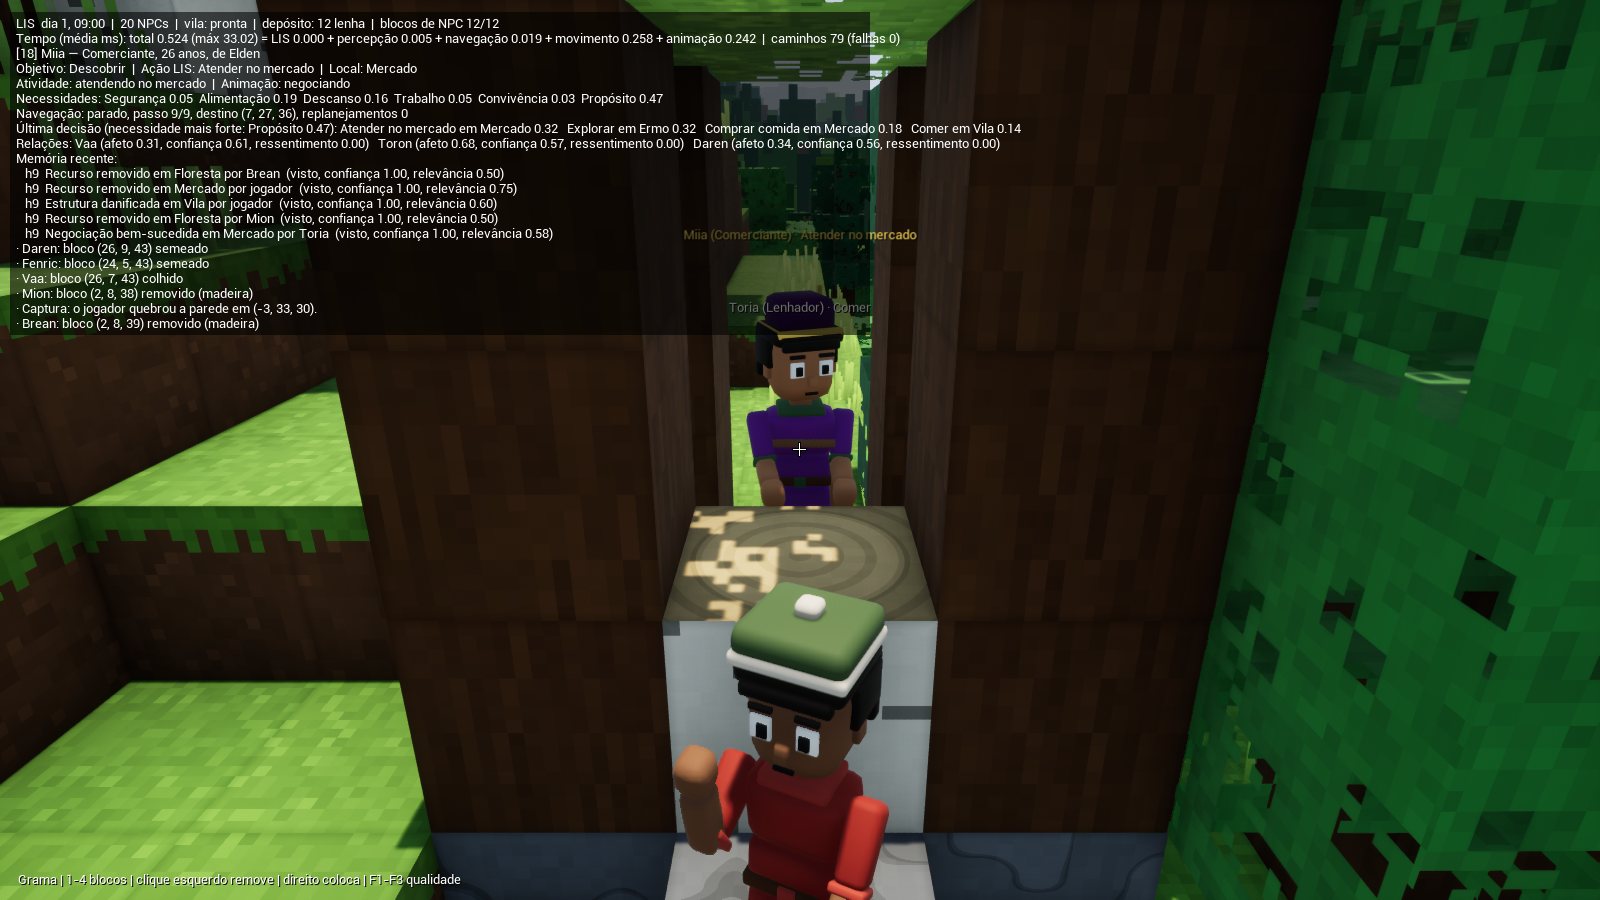 LIS  dia 1, 09:00  |  20 NPCs  |  vila: pronta  |  depósito: 12 lenha  |  blocos de NPC 12/12
Tempo (média ms): total 0.524 (máx 33.02) = LIS 0.000 + percepção 0.005 + navegação 0.019 + movimento 0.258 + animação 0.242  |  caminhos 79 (falhas 0)
[18] Miia — Comerciante, 26 anos, de Elden
Objetivo: Descobrir  |  Ação LIS: Atender no mercado  |  Local: Mercado
Atividade: atendendo no mercado  |  Animação: negociando
Necessidades: Segurança 0.05  Alimentação 0.19  Descanso 0.16  Trabalho 0.05  Convivência 0.03  Propósito 0.47
Navegação: parado, passo 9/9, destino (7, 27, 36), replanejamentos 0
Última decisão (necessidade mais forte: Propósito 0.47): Atender no mercado em Mercado 0.32   Explorar em Ermo 0.32   Comprar comida em Mercado 0.18   Comer em Vila 0.14
Relações: Vaa (afeto 0.31, confiança 0.61, ressentimento 0.00)   Toron (afeto 0.68, confiança 0.57, ressentimento 0.00)   Daren (afeto 0.34, confiança 0.56, ressentimento 0.00)
Memória recente:
h9  Recurso removido em Floresta por Brean  (visto, confiança 1.00, relevância 0.50)
h9  Recurso removido em Mercado por jogador  (visto, confiança 1.00, relevância 0.75)
h9  Estrutura danificada em Vila por jogador  (visto, confiança 1.00, relevância 0.60)
h9  Recurso removido em Floresta por Mion  (visto, confiança 1.00, relevância 0.50)
h9  Negociação bem-sucedida em Mercado por Toria  (visto, confiança 1.00, relevância 0.58)
· Daren: bloco (26, 9, 43) semeado
· Fenric: bloco (24, 5, 43) semeado
· Vaa: bloco (26, 7, 43) colhido
· Mion: bloco (2, 8, 38) removido (madeira)
· Captura: o jogador quebrou a parede em (-3, 33, 30).
· Brean: bloco (2, 8, 39) removido (madeira)
Miia (Comerciante) · Atender no mercado
Toria (Lenhador) · Comer
Grama | 1-4 blocos | clique esquerdo remove | direito coloca | F1-F3 qualidade